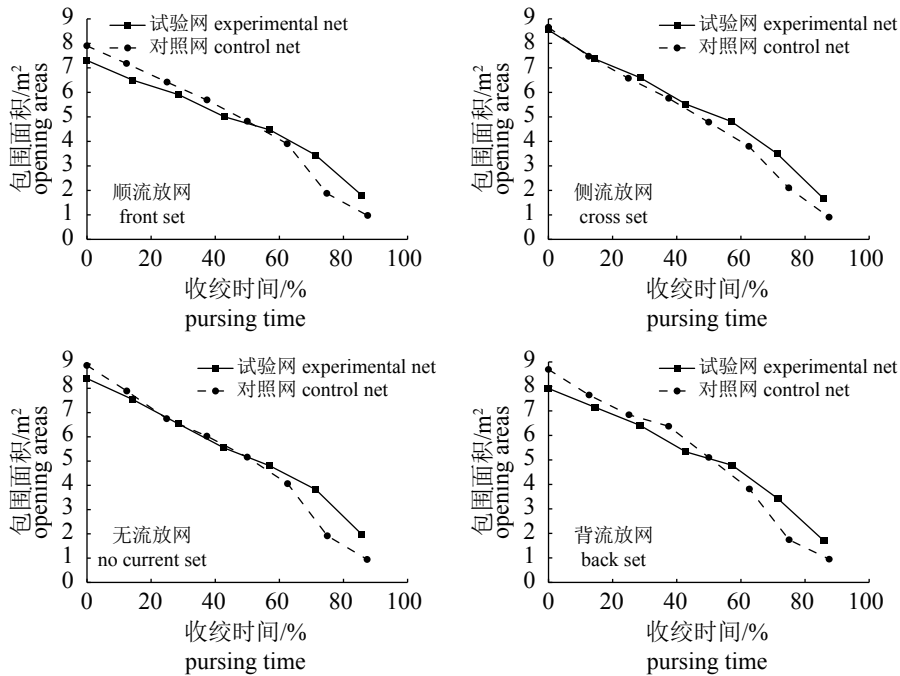 试验网 experimental net
对照网 control net
9
8
7
6
5
4
3
2
1
0
包围面积/m²
opening areas
顺流放网
front set
0 20 40 60 80 100
收绞时间/%
pursing time
试验网 experimental net
对照网 control net
9
8
7
6
5
4
3
2
1
0
包围面积/m²
opening areas
侧流放网
cross set
0 20 40 60 80 100
收绞时间/%
pursing time
试验网 experimental net
对照网 control net
9
8
7
6
5
4
3
2
1
0
包围面积/m²
opening areas
无流放网
no current set
0 20 40 60 80 100
收绞时间/%
pursing time
试验网 experimental net
对照网 control net
9
8
7
6
5
4
3
2
1
0
包围面积/m²
opening areas
背流放网
back set
0 20 40 60 80 100
收绞时间/%
pursing time